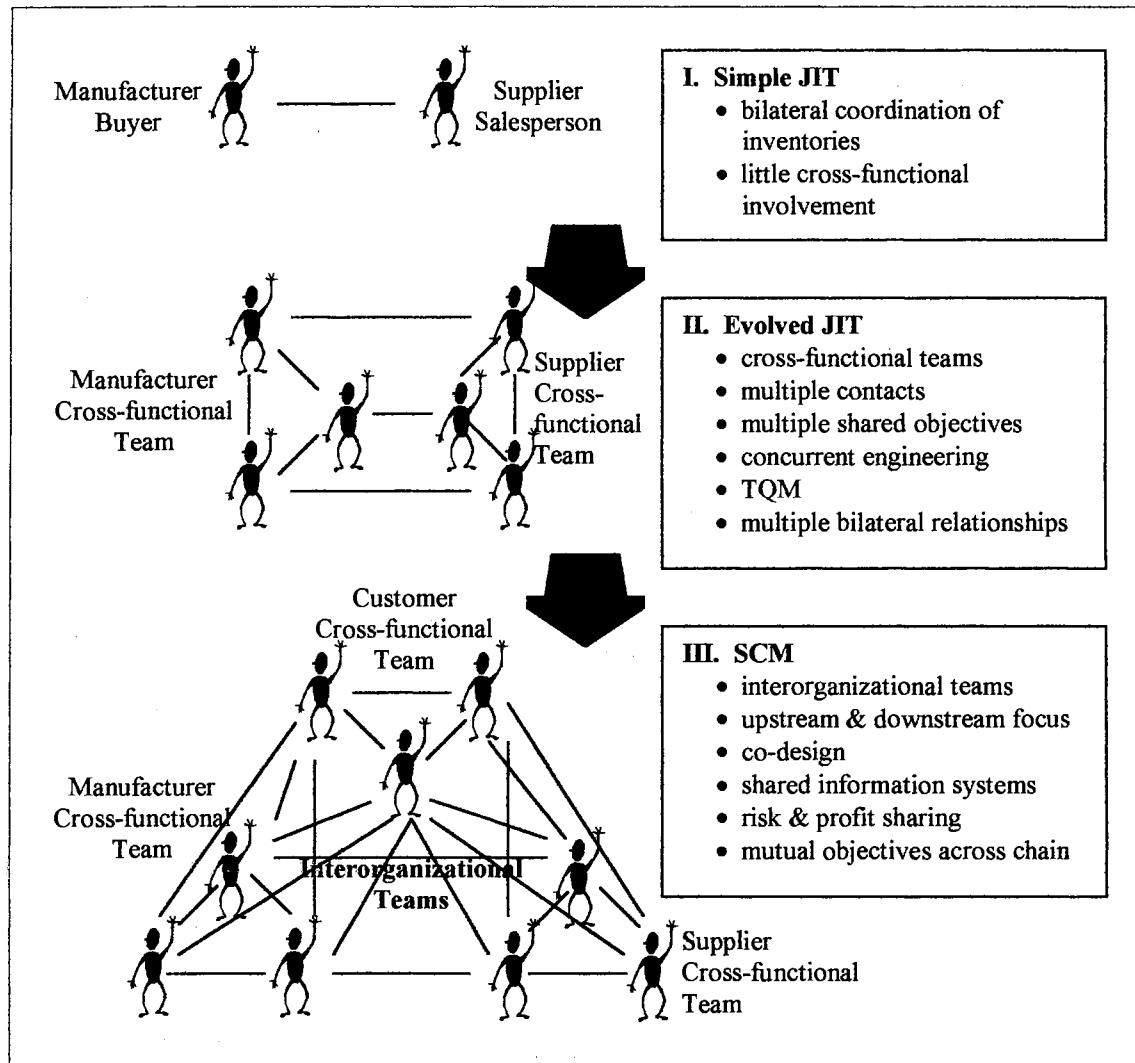 Manufacturer
Buyer
Supplier
Salesperson
I. Simple JIT
• bilateral coordination of
inventories
• little cross-functional
involvement
Manufacturer
Cross-functional
Team
Supplier
Cross-
functional
Team
II. Evolved JIT
• cross-functional teams
• multiple contacts
• multiple shared objectives
• concurrent engineering
• TQM
• multiple bilateral relationships
Customer
Cross-functional
Team
Manufacturer
Cross-functional
Team
Interorganizational
Teams
Supplier
Cross-functional
Team
III. SCM
• interorganizational teams
• upstream & downstream focus
• co-design
• shared information systems
• risk & profit sharing
• mutual objectives across chain